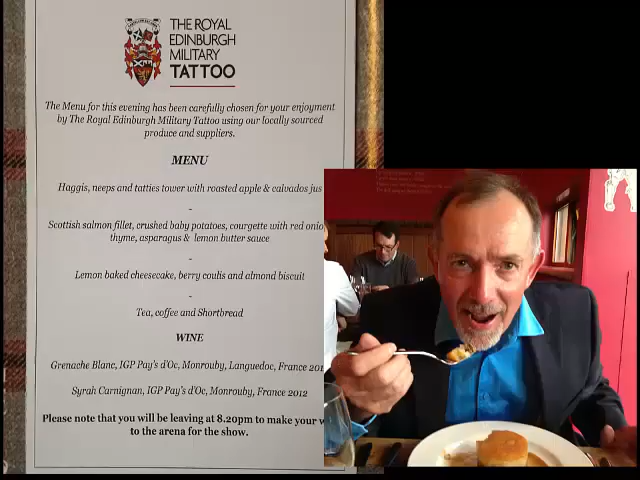 THE ROYAL
EDINBURGH
MILITARY
TATTOO
The Menu for this evening has been carefully chosen for your enjoyment
by The Royal Edinburgh Military Tattoo using our locally sourced
produce and suppliers.
MENU
Haggis, neeps and tatties tower with roasted apple & calvados jus
-
Scottish salmon fillet, crushed baby potatoes, courgette with red onio
thyme, asparagus & lemon butter sauce
-
Lemon baked cheesecake, berry coulis and almond biscuit
-
Tea, coffee and Shortbread
WINE
Grenache Blanc, IGP Pay's d'Oc, Monrouby, Languedoc, France 201
Syrah Carnignan, IGP Pay's d'Oc, Monrouby, France 2012
Please note that you will be leaving at 8.20pm to make your
to the arena for the show.